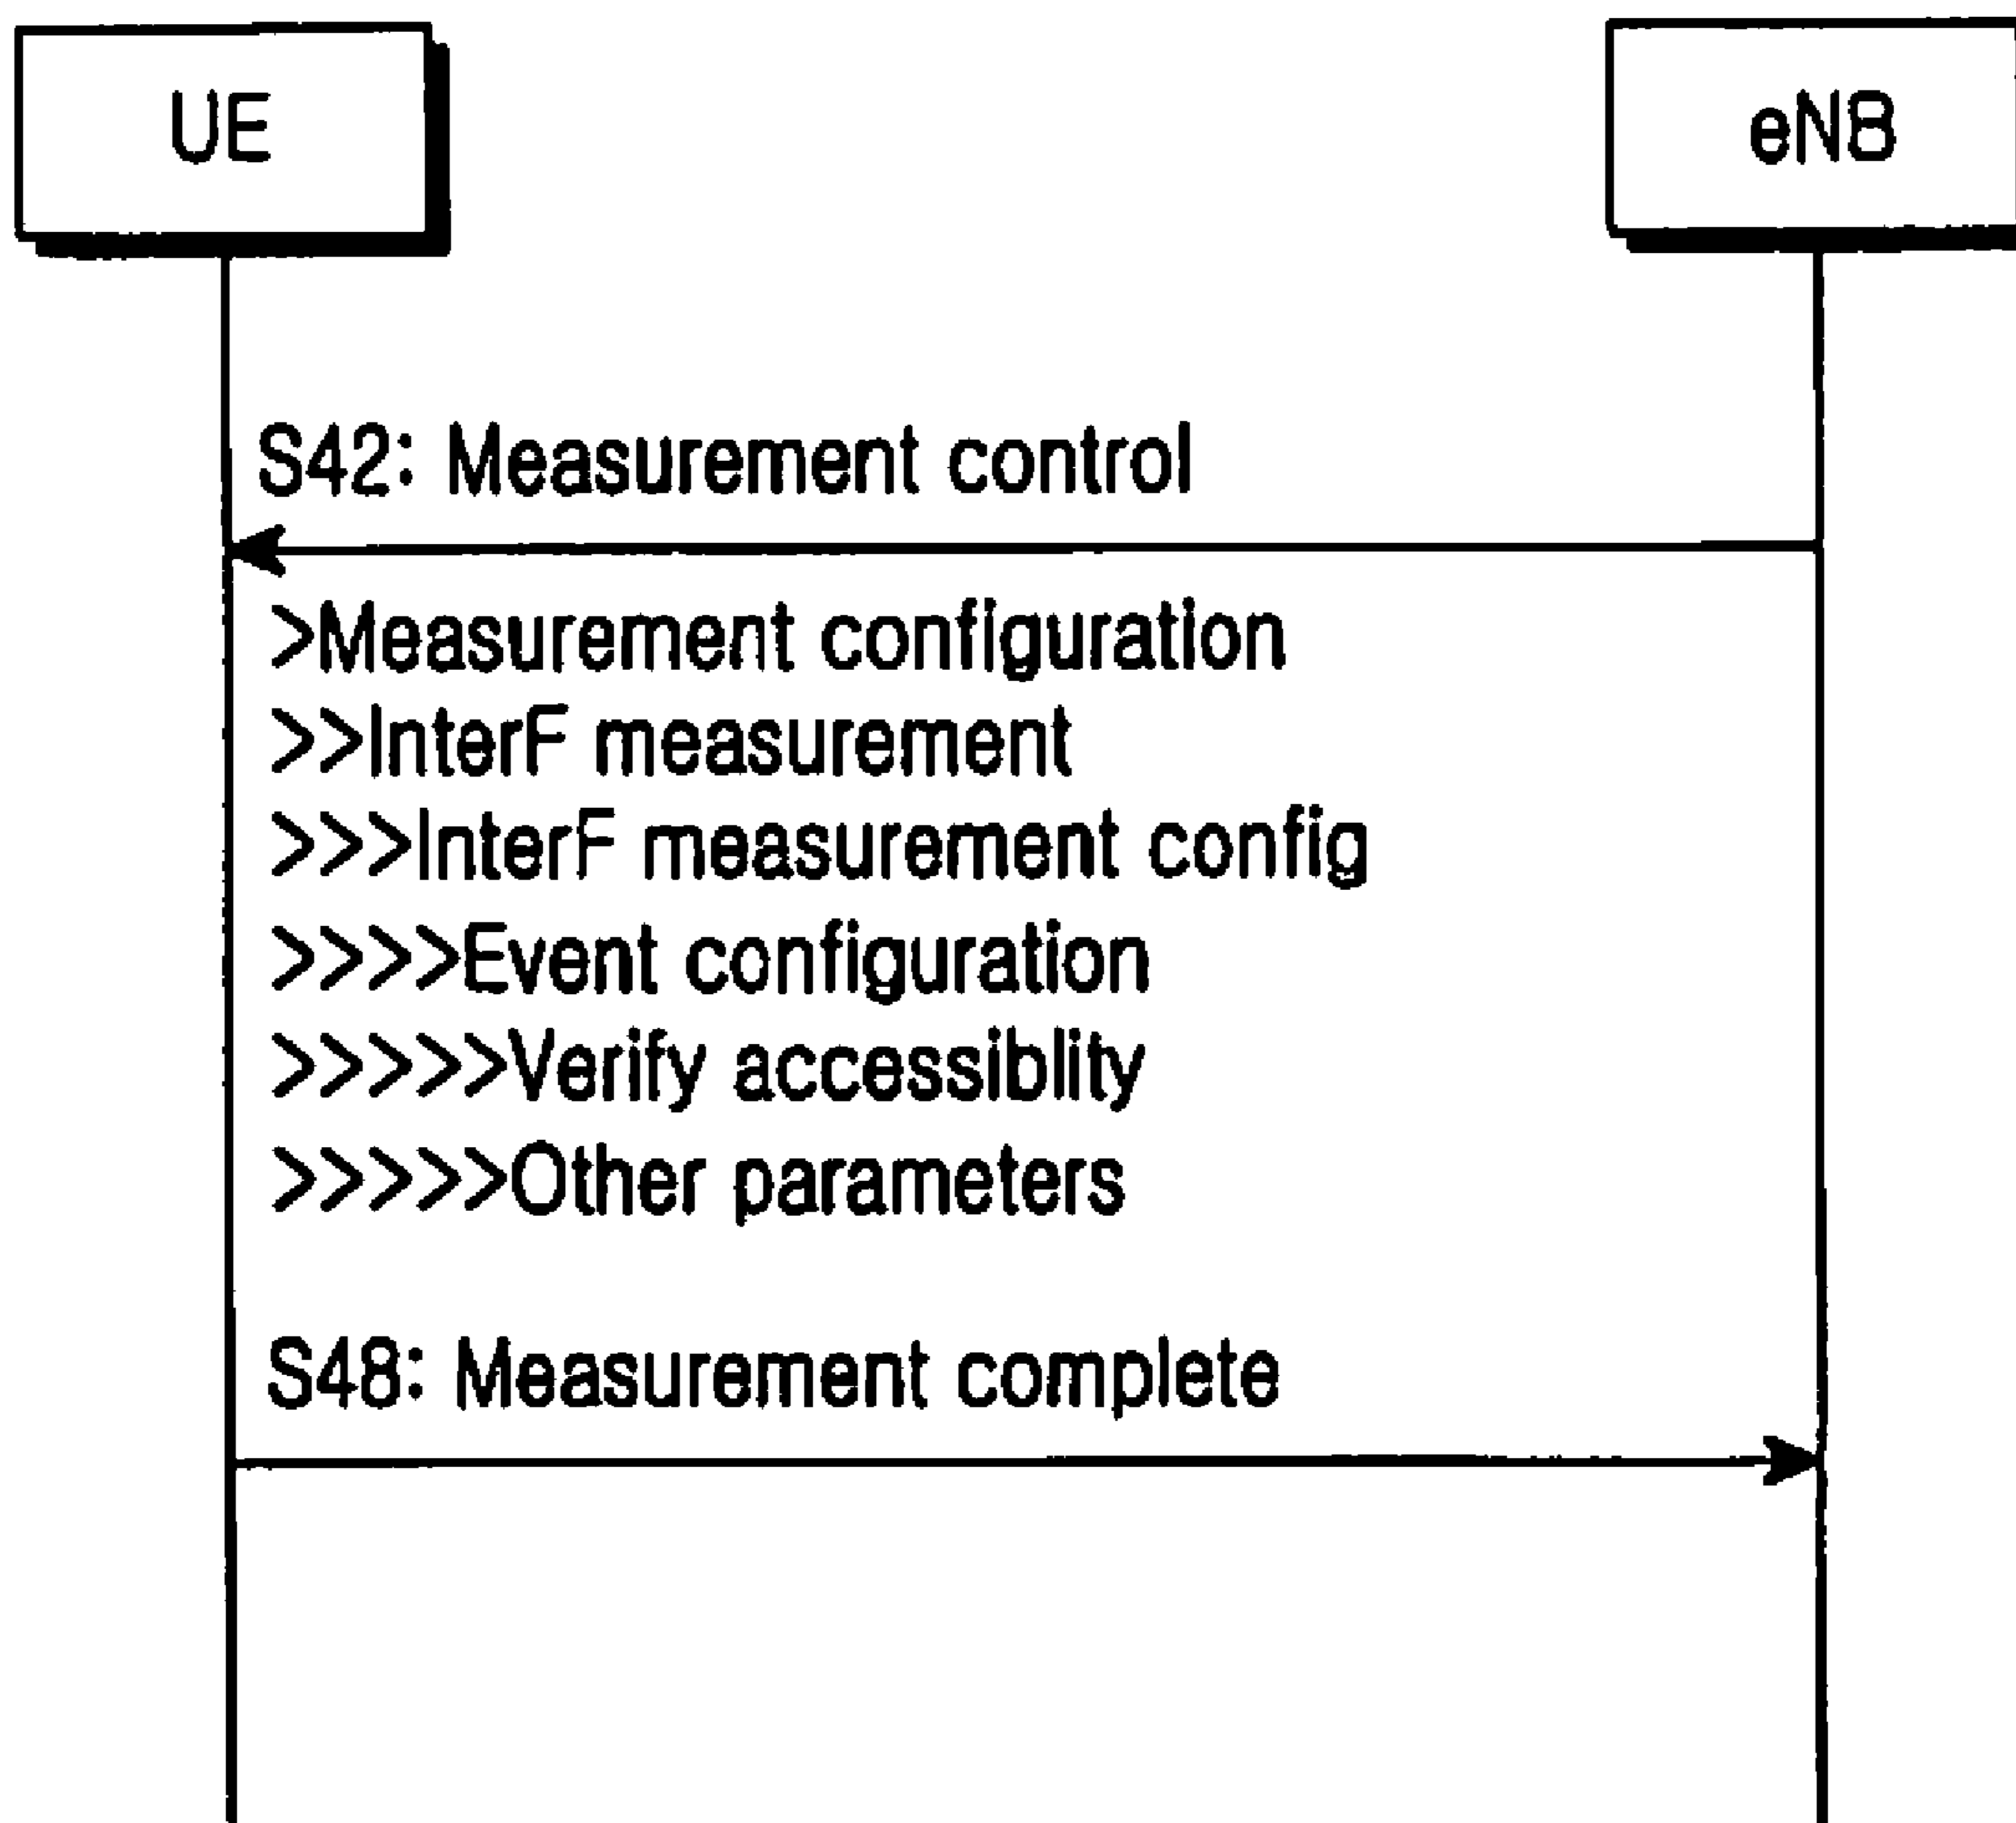 UE
eN8
S42: Measurement control
>Measurement configuration
>>InterF measurement
>>>InterF measurement config
>>>>Event configuration
>>>>>Verify accessiblity
>>>>>Other parameters
S48: Measurement complete